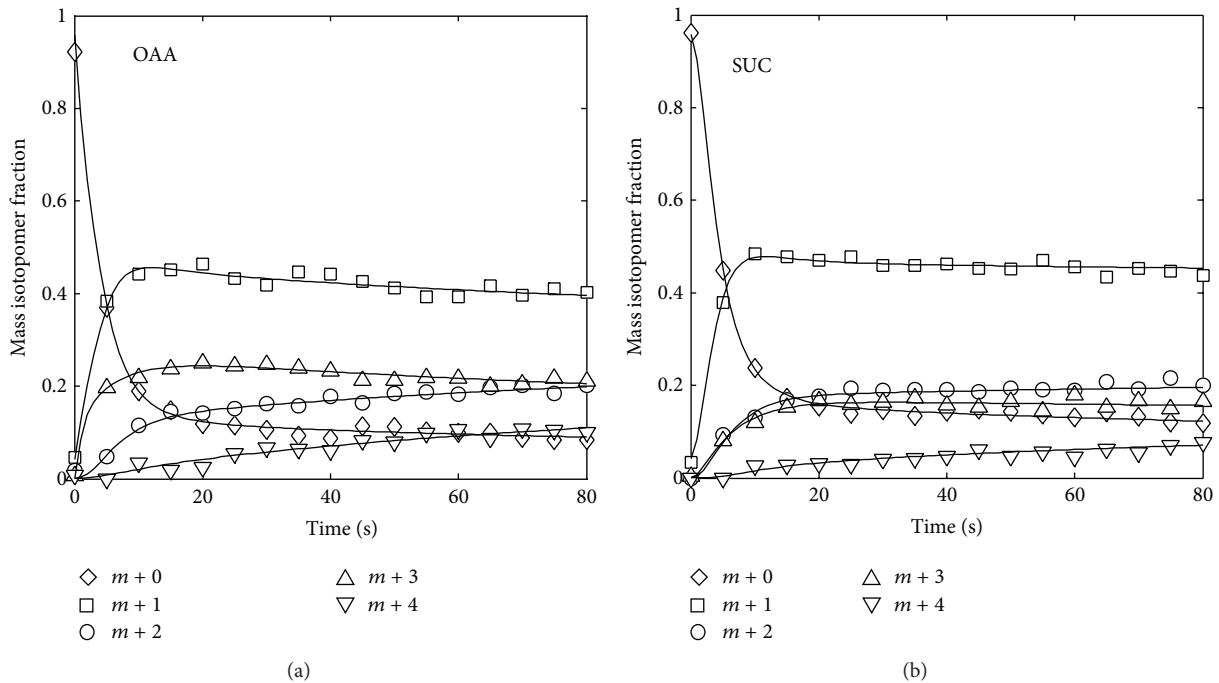 1
0.8
0.6
0.4
0.2
0
OAA
Mass isotopomer fraction
0 20 40 60 80
Time (s)
m + 0
m + 1
m + 2
m + 3
m + 4
(a)
1
0.8
0.6
0.4
0.2
0
SUC
Mass isotopomer fraction
0 20 40 60 80
Time (s)
m + 0
m + 1
m + 2
m + 3
m + 4
(b)